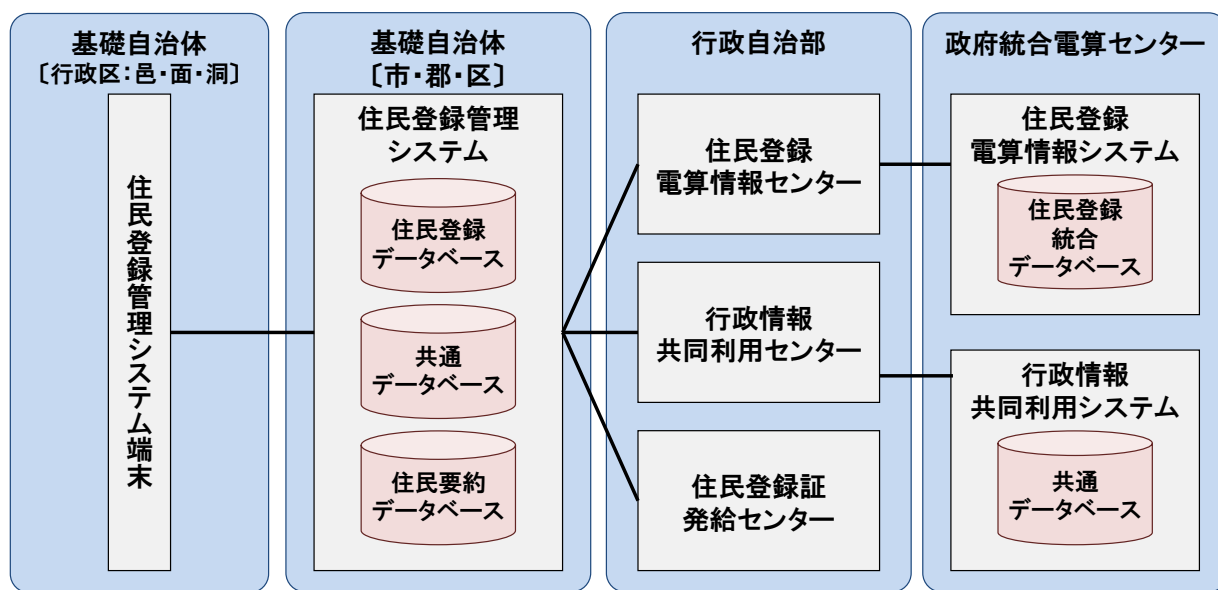 基礎自治体
〔行政区:邑・面・洞〕
住民登録管理システム端末
基礎自治体
〔市・郡・区〕
住民登録管理
システム
住民登録
データベース
共通
データベース
住民要約
データベース
行政自治部
住民登録
電算情報センター
行政情報
共同利用センター
住民登録証
発給センター
政府統合電算センター
住民登録
電算情報システム
住民登録
統合
データベース
行政情報
共同利用システム
共通
データベース